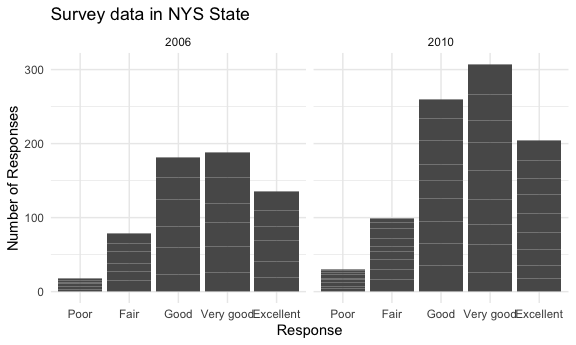 Survey data in NYS State
2006
2010
Number of Responses
300
200
100
0
Poor Fair Good Very good Excellent
Poor Fair Good Very good Excellent
Response